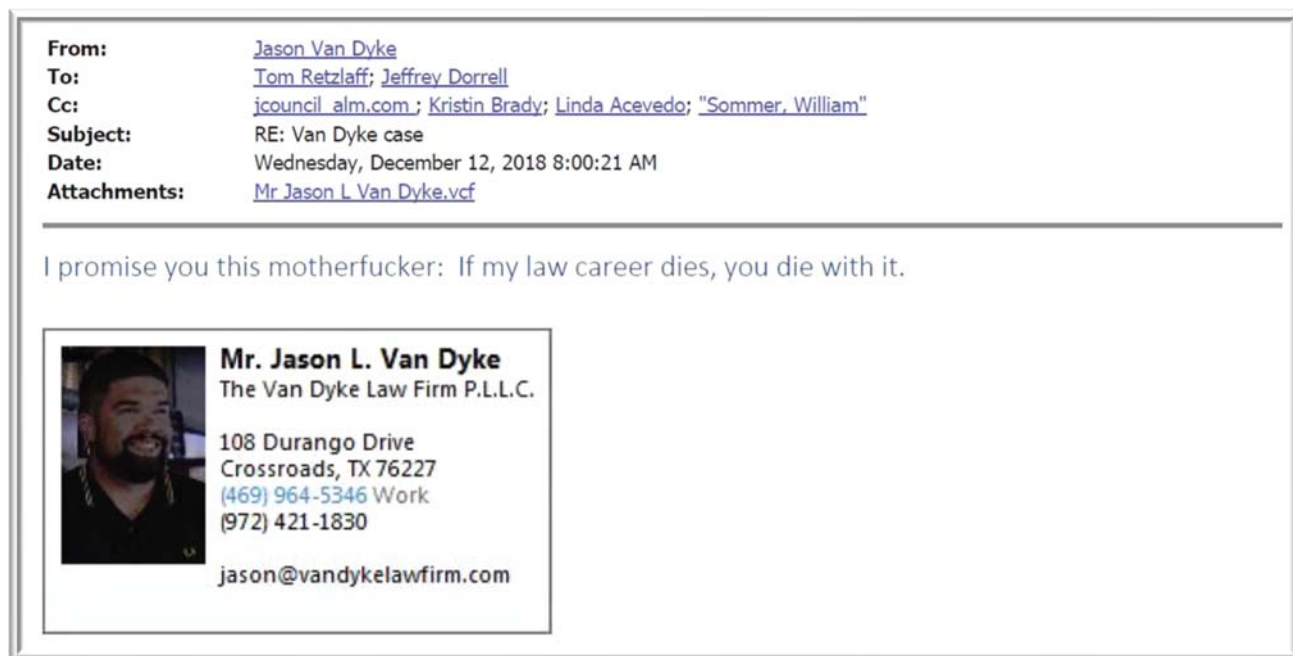 From: Jason Van Dyke
To: Tom Retzlaff; Jeffrey Dorrell
Cc: jcouncil alm.com ; Kristin Brady; Linda Acevedo; "Sommer, William"
Subject: RE: Van Dyke case
Date: Wednesday, December 12, 2018 8:00:21 AM
Attachments: Mr Jason L Van Dyke.vcf
I promise you this motherfucker: If my law career dies, you die with it.
Mr. Jason L. Van Dyke
The Van Dyke Law Firm P.L.L.C.
108 Durango Drive
Crossroads, TX 76227
(469) 964-5346 Work
(972) 421-1830
jason@vandykelawfirm.com